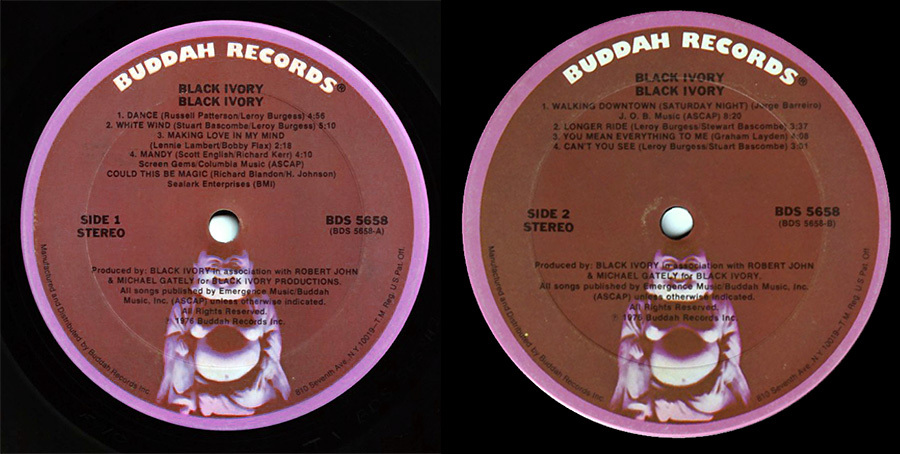 BUDDAH RECORDS®
BLACK IVORY
BLACK IVORY
1. DANCE (Russell Patterson/Leroy Burgess) 4:56
2. WHITE WIND (Stuart Bascombe/Leroy Burgess) 5:10
3. MAKING LOVE IN MY MIND
(Lennie Lambert/Bobby Flax) 2:18
4. MANDY (Scott English/Richard Kerr) 4:10
Screen Gems/Columbia Music (ASCAP)
COULD THIS BE MAGIC (Richard Blandon/H. Johnson)
Sealark Enterprises (BMI)
SIDE 1
STEREO
BDS 5658
(BDS 5658-A)
Produced by: BLACK IVORY in association with ROBERT JOHN
& MICHAEL GATELY for BLACK IVORY PRODUCTIONS.
All songs published by Emergence Music/Buddah
Music, Inc. (ASCAP) unless otherwise indicated.
All Rights Reserved.
℗ 1976 Buddah Records Inc.
Manufactured and Distributed by Buddah Records Inc. 810 Seventh Ave., N.Y. 10019—T.M. Reg. U.S. Pat. Off.
BUDDAH RECORDS®
BLACK IVORY
BLACK IVORY
1. WALKING DOWNTOWN (SATURDAY NIGHT) (Jorge Barreiro)
J. O. B. Music (ASCAP) 8:20
2. LONGER RIDE (Leroy Burgess/Stewart Bascombe) 3:37
3. YOU MEAN EVERYTHING TO ME (Graham Layden)
4. CAN'T YOU SEE (Leroy Burgess/Stuart Bascombe) 3:01
SIDE 2
STEREO
BDS 5658
(BDS 5658-B)
Produced by: BLACK IVORY in association with ROBERT JOHN
& MICHAEL GATELY for BLACK IVORY.
All songs published by Emergence Music/Buddah Music, Inc.
(ASCAP) unless otherwise indicated.
All Rights Reserved.
℗ 1976 Buddah Records Inc.
Manufactured and Distributed by Buddah Records Inc. 810 Seventh Ave., N.Y. 10019—T.M. Reg. U.S. Pat. Off.